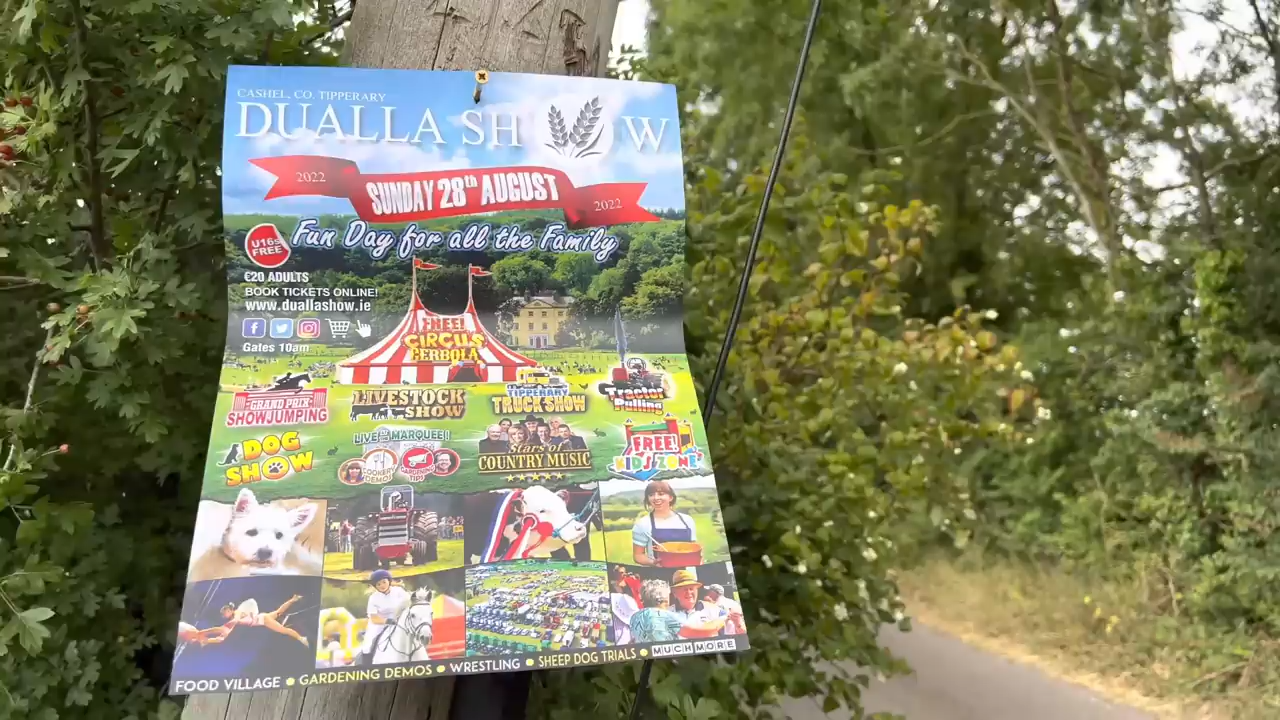 CASHEL, CO. TIPPERARY
DUALLA SH W
2022
SUNDAY 28th AUGUST
2022
U16s FREE
Fun Day for all the Family
€20 ADULTS
BOOK TICKETS ONLINE!
www.duallashow.ie
Gates 10am
FREE!
CIRCUS
GERBOLA
GRAND PRIX
SHOWJUMPING
LIVESTOCK
SHOW
TIPPERARY
TRUCK SHOW
Tractor
Pulling
DOG
SHOW
LIVE IN THE MARQUEE!!
COOKERY
DEMOS
GARDENING
TIPS
Stars of
COUNTRY MUSIC
FREE!
KIDS ZONE
FOOD VILLAGE • GARDENING DEMOS • WRESTLING • SHEEP DOG TRIALS • MUCH MORE